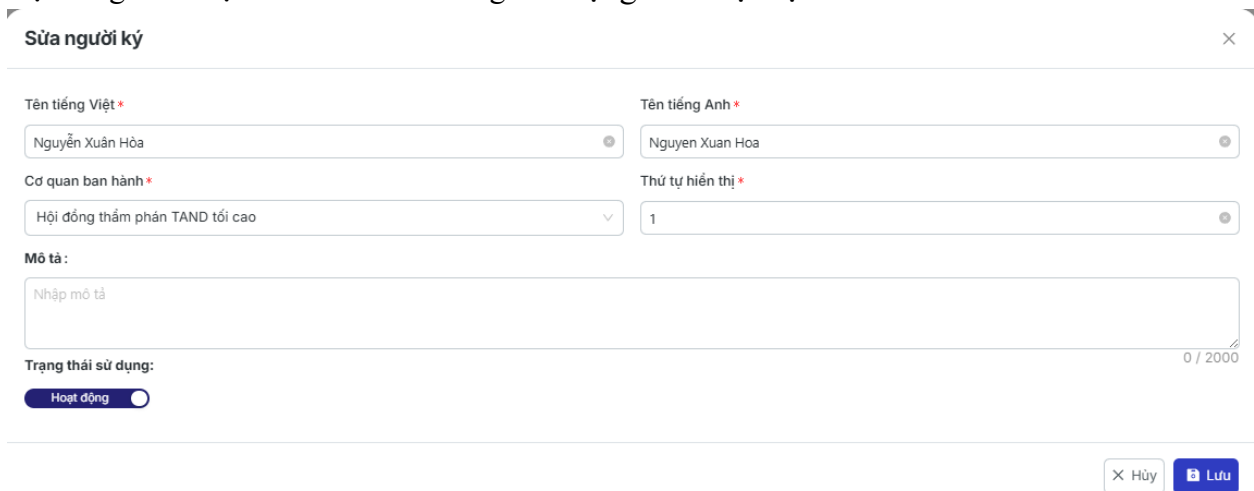 Sửa người ký
Tên tiếng Việt * Tên tiếng Anh *
Nguyễn Xuân Hòa Nguyen Xuan Hoa
Cơ quan ban hành * Thứ tự hiển thị *
Hội đồng thẩm phán TAND tối cao 1
Mô tả :
Nhập mô tả
0 / 2000
Trạng thái sử dụng:
Hoạt động
Hủy Lưu